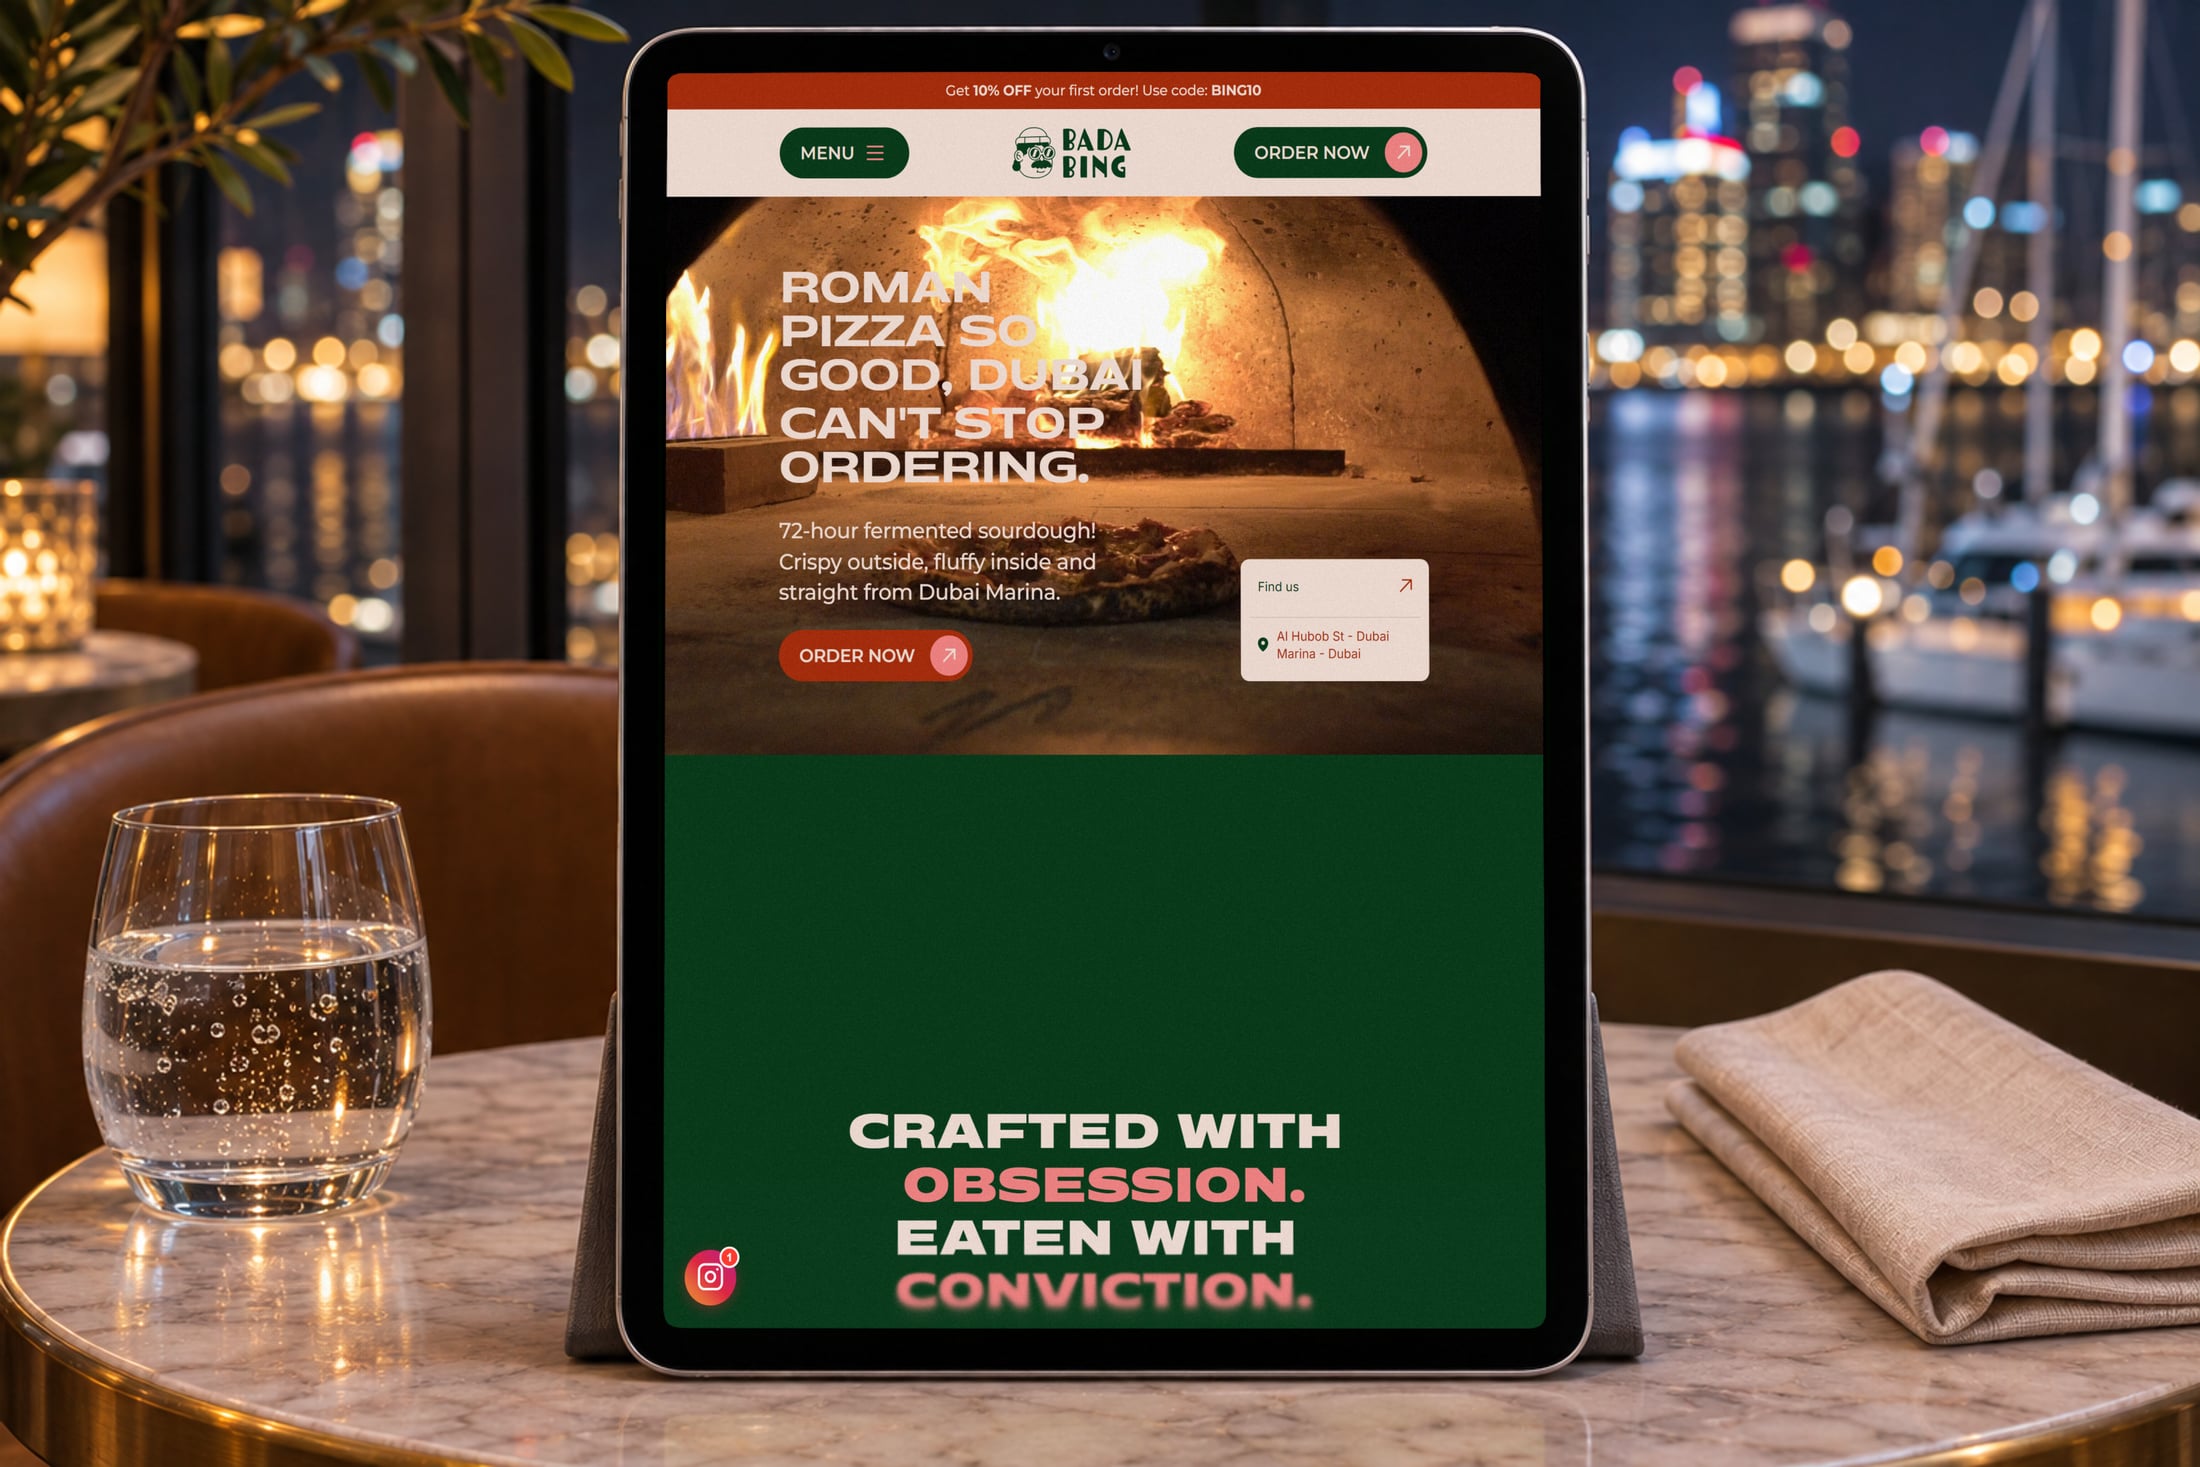 Get 10% OFF your first order! Use code: BING10
MENU
BADA
BING
ORDER NOW
ROMAN
PIZZA SO
GOOD, DUBAI
CAN'T STOP
ORDERING.
72-hour fermented sourdough!
Crispy outside, fluffy inside and
straight from Dubai Marina.
ORDER NOW
Find us
Al Hubob St - Dubai
Marina - Dubai
CRAFTED WITH
OBSESSION.
EATEN WITH
CONVICTION.
1